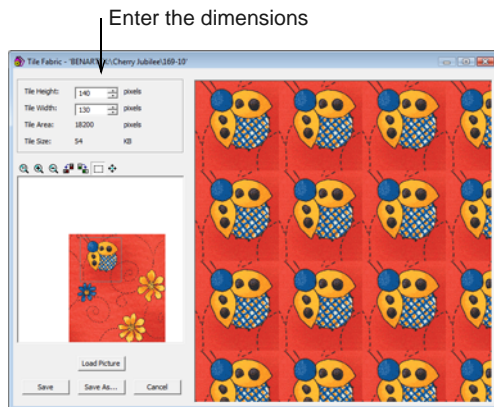 Enter the dimensions
Tile Fabric - 'BENARTEX\Cherry Jubilee\169-10'
Tile Height: 140 pixels
Tile Width: 130 pixels
Tile Area: 18200 pixels
Tile Size: 54 KB
Load Picture
Save Save As... Cancel